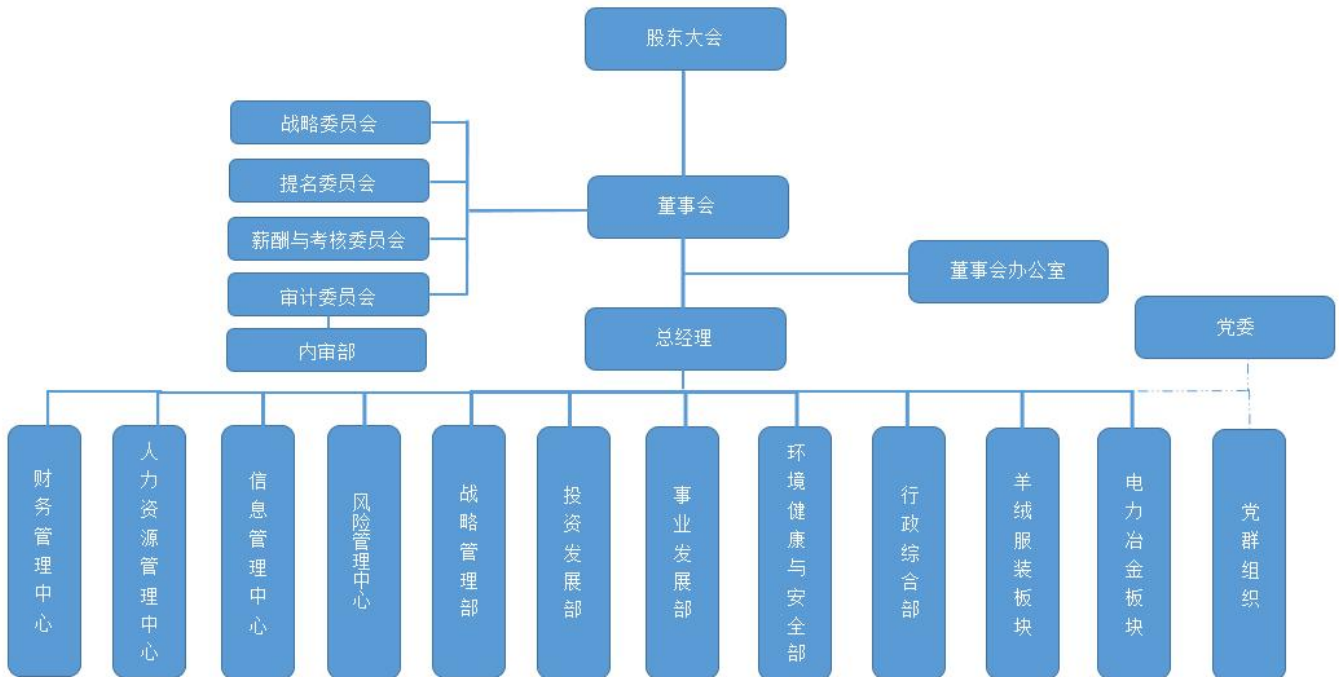 股东大会
战略委员会
提名委员会
董事会
薪酬与考核委员会
董事会办公室
审计委员会
党委
总经理
内审部
财务管理中心
人力资源管理中心
信息管理中心
风险管理中心
战略管理部
投资发展部
事业发展部
环境健康与安全部
行政综合部
羊绒服装板块
电力冶金板块
党群组织